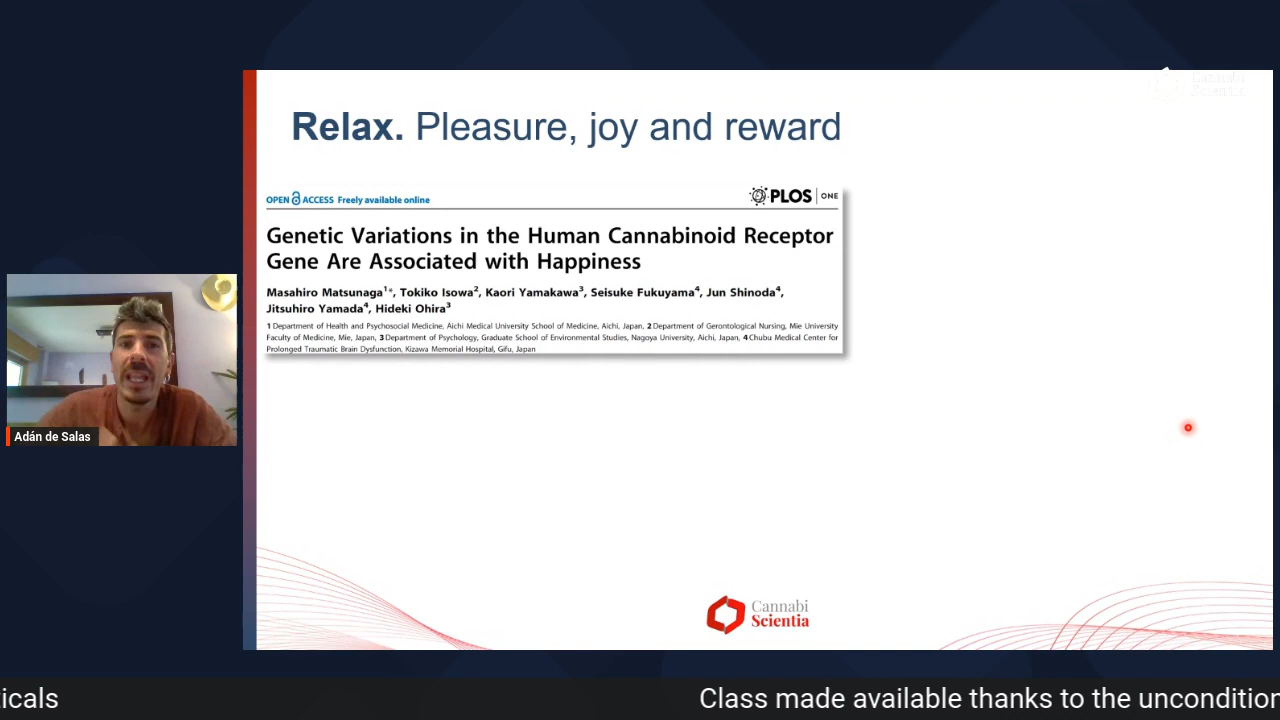 Cannabi
Scientia
Relax. Pleasure, joy and reward
OPEN ACCESS Freely available online
PLOS ONE
Genetic Variations in the Human Cannabinoid Receptor
Gene Are Associated with Happiness
Masahiro Matsunaga1*, Tokiko Isowa2, Kaori Yamakawa3, Seisuke Fukuyama4, Jun Shinoda4,
Jitsuhiro Yamada4, Hideki Ohira3
1 Department of Health and Psychosocial Medicine, Aichi Medical University School of Medicine, Aichi, Japan, 2 Department of Gerontological Nursing, Mie University
Faculty of Medicine, Mie, Japan, 3 Department of Psychology, Graduate School of Environmental Studies, Nagoya University, Aichi, Japan, 4 Chubu Medical Center for
Prolonged Traumatic Brain Dysfunction, Kizawa Memorial Hospital, Gifu, Japan
Adán de Salas
Cannabi
Scientia
icals
Class made available thanks to the uncondition